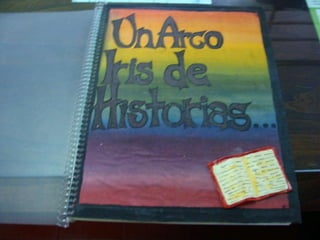 Un Arco
Iris de
Historias...